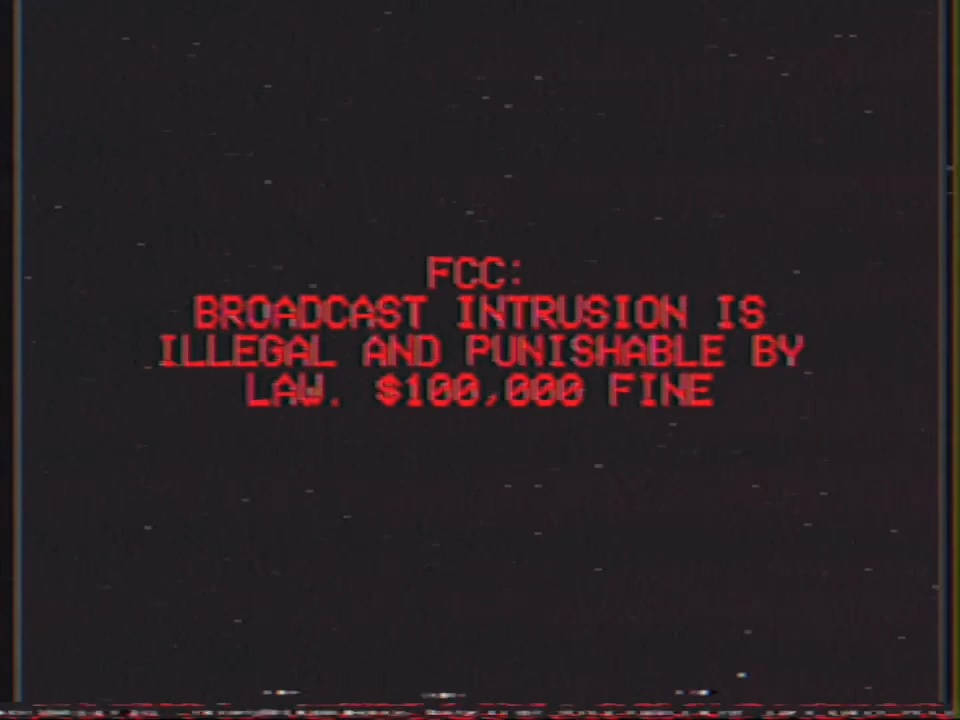 FCC:
BROADCAST INTRUSION IS
ILLEGAL AND PUNISHABLE BY
LAW. $100,000 FINE